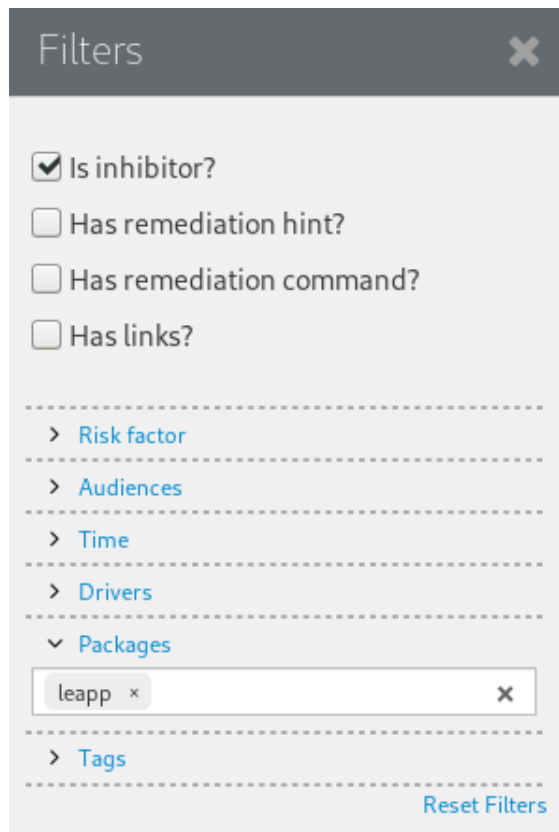 Filters
Is inhibitor?
Has remediation hint?
Has remediation command?
Has links?
Risk factor
Audiences
Time
Drivers
Packages
leapp ×
Tags
Reset Filters